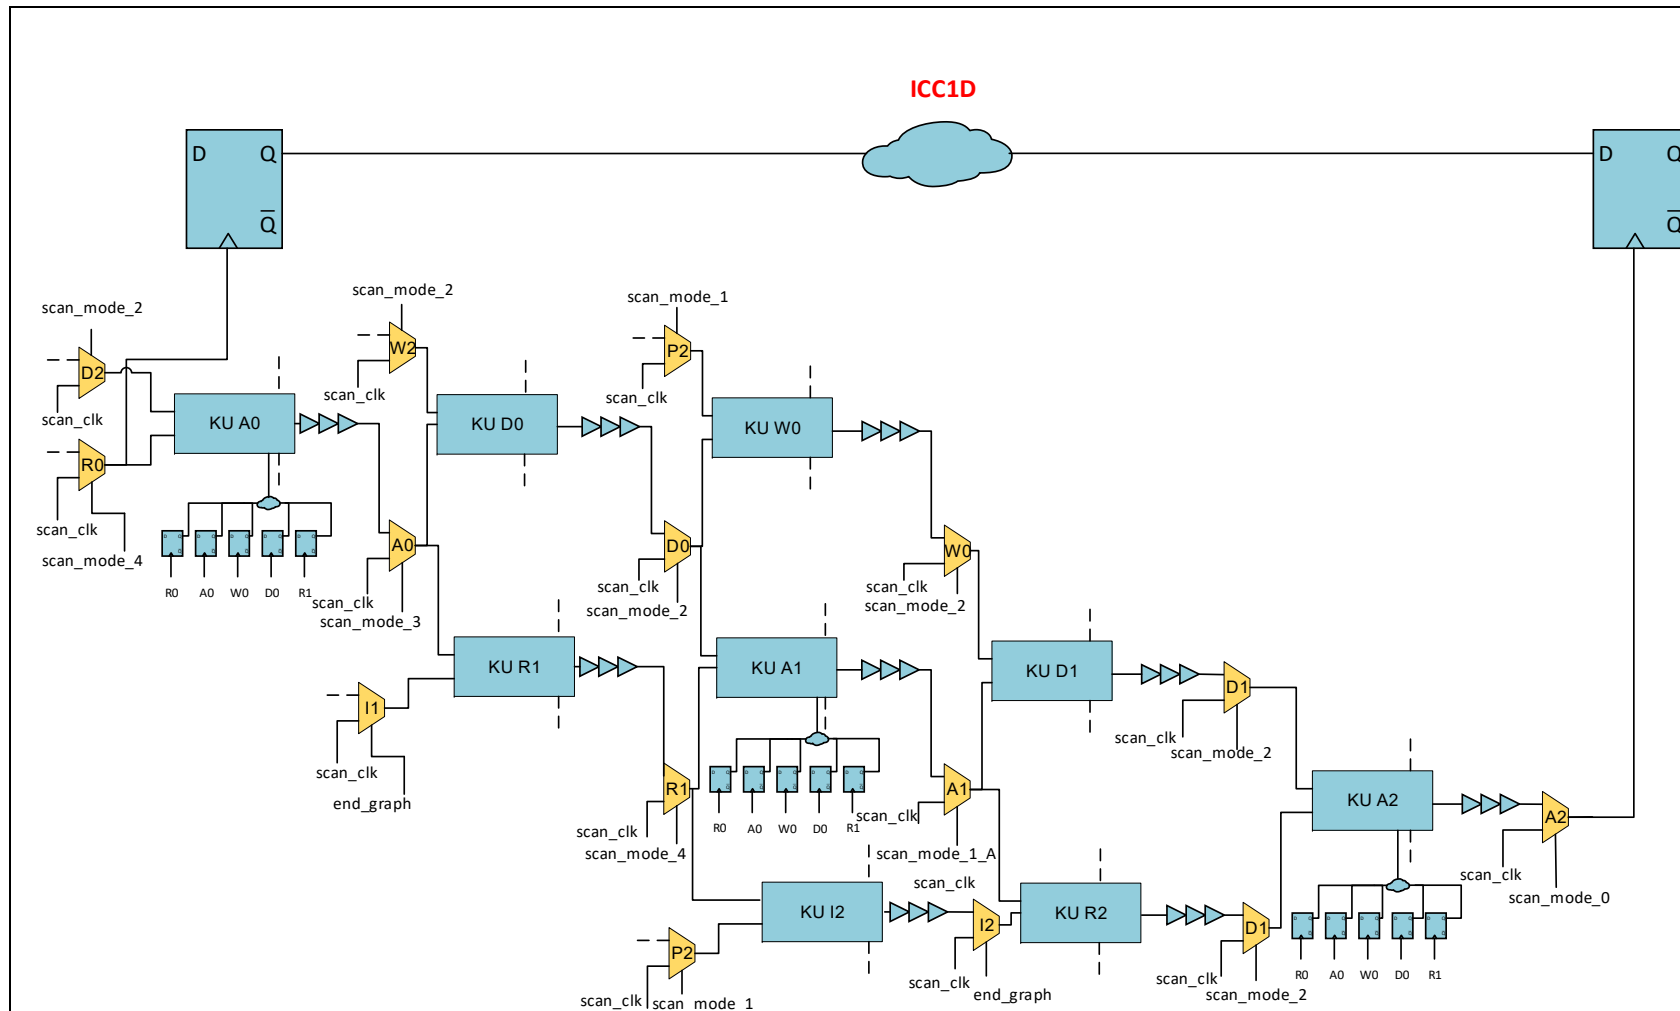 ICC1D
D Q
Q
D Q
Q
scan_mode_2
scan_mode_2
scan_mode_1
D2
W2
P2
scan_clk
scan_clk
scan_clk
KU A0
KU D0
KU W0
R0
scan_clk
scan_mode_4
A0
D0
W0
scan_clk
scan_mode_3
scan_clk
scan_mode_2
scan_clk
scan_mode_2
R0 A0 W0 D0 R1
KU R1
KU A1
KU D1
I1
scan_clk
end_graph
D1
scan_clk
scan_mode_2
R1
scan_clk
scan_mode_4
R0 A0 W0 D0 R1
A1
scan_clk
scan_mode_1_A
KU A2
A2
scan_clk
scan_mode_0
KU I2
scan_clk
I2
scan_clk
end_graph
KU R2
D1
scan_clk
scan_mode_2
P2
scan_clk
scan_mode_1
R0 A0 W0 D0 R1